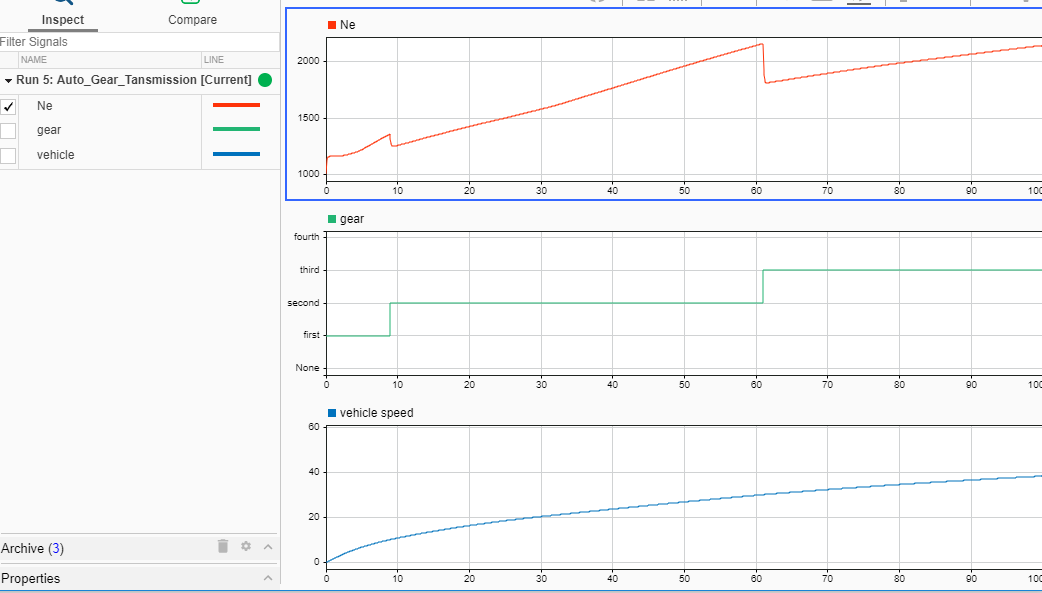 Inspect Compare
Filter Signals
NAME LINE
Run 5: Auto_Gear_Tansmission [Current]
Ne
gear
vehicle
Archive (3)
Properties
Ne
2000
1500
1000
0 10 20 30 40 50 60 70 80 90 100
gear
fourth
third
second
first
None
0 10 20 30 40 50 60 70 80 90 100
vehicle speed
60
40
20
0
0 10 20 30 40 50 60 70 80 90 100